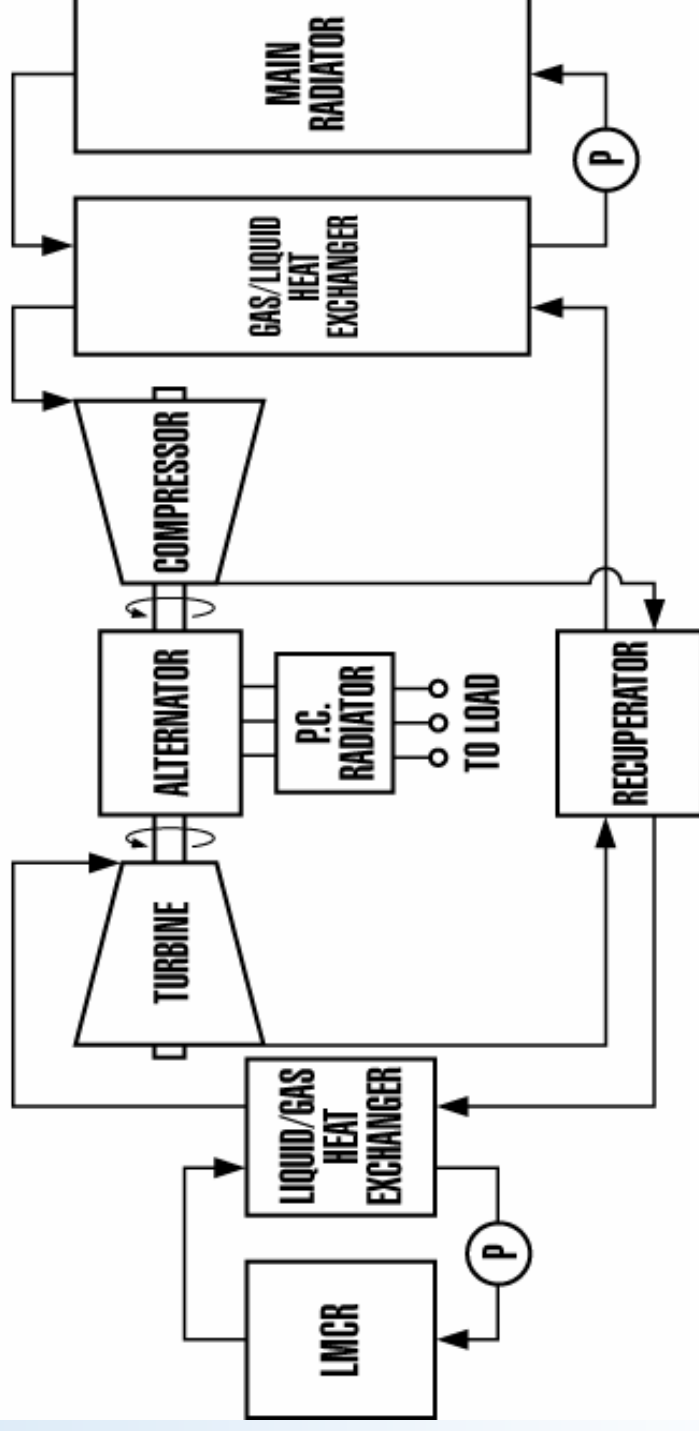 LMCR
P
LIQUID/GAS
HEAT
EXCHANGER
TURBINE
ALTERNATOR
P.C.
RADIATOR
TO LOAD
RECUPERATOR
COMPRESSOR
GAS/LIQUID
HEAT
EXCHANGER
P
MAIN
RADIATOR